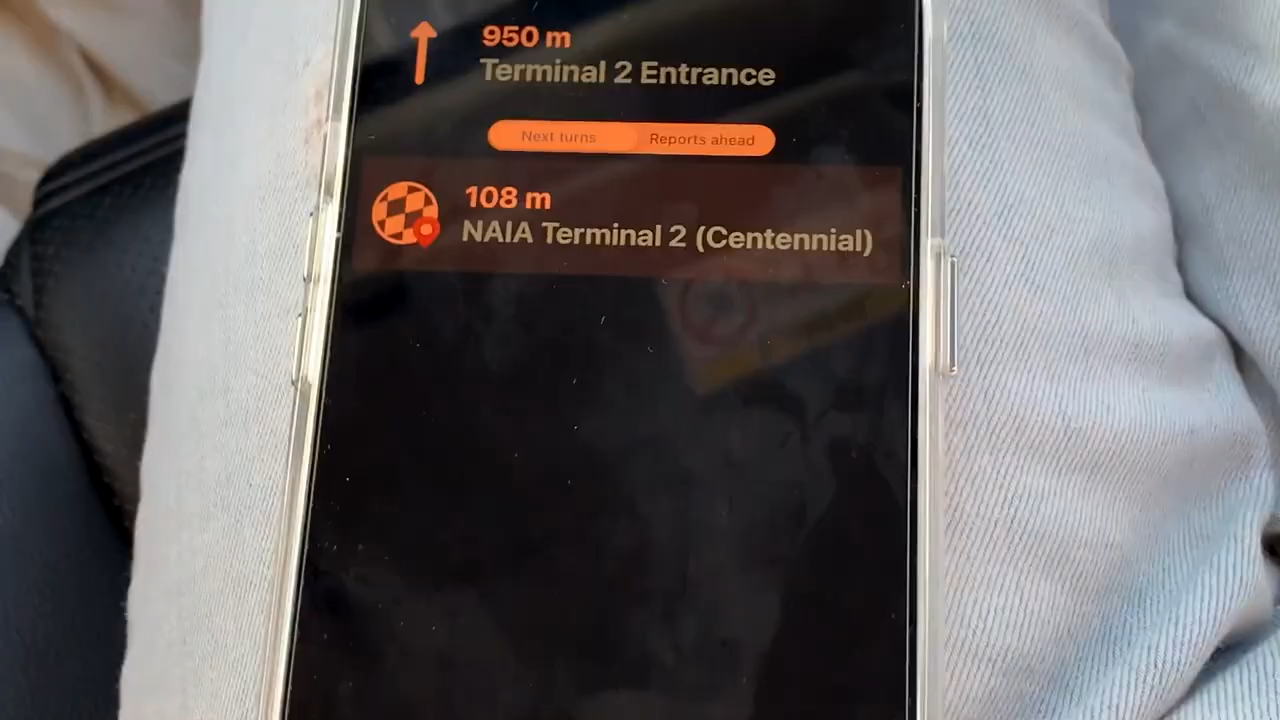 950 m
Terminal 2 Entrance
Next turns Reports ahead
108 m
NAIA Terminal 2 (Centennial)